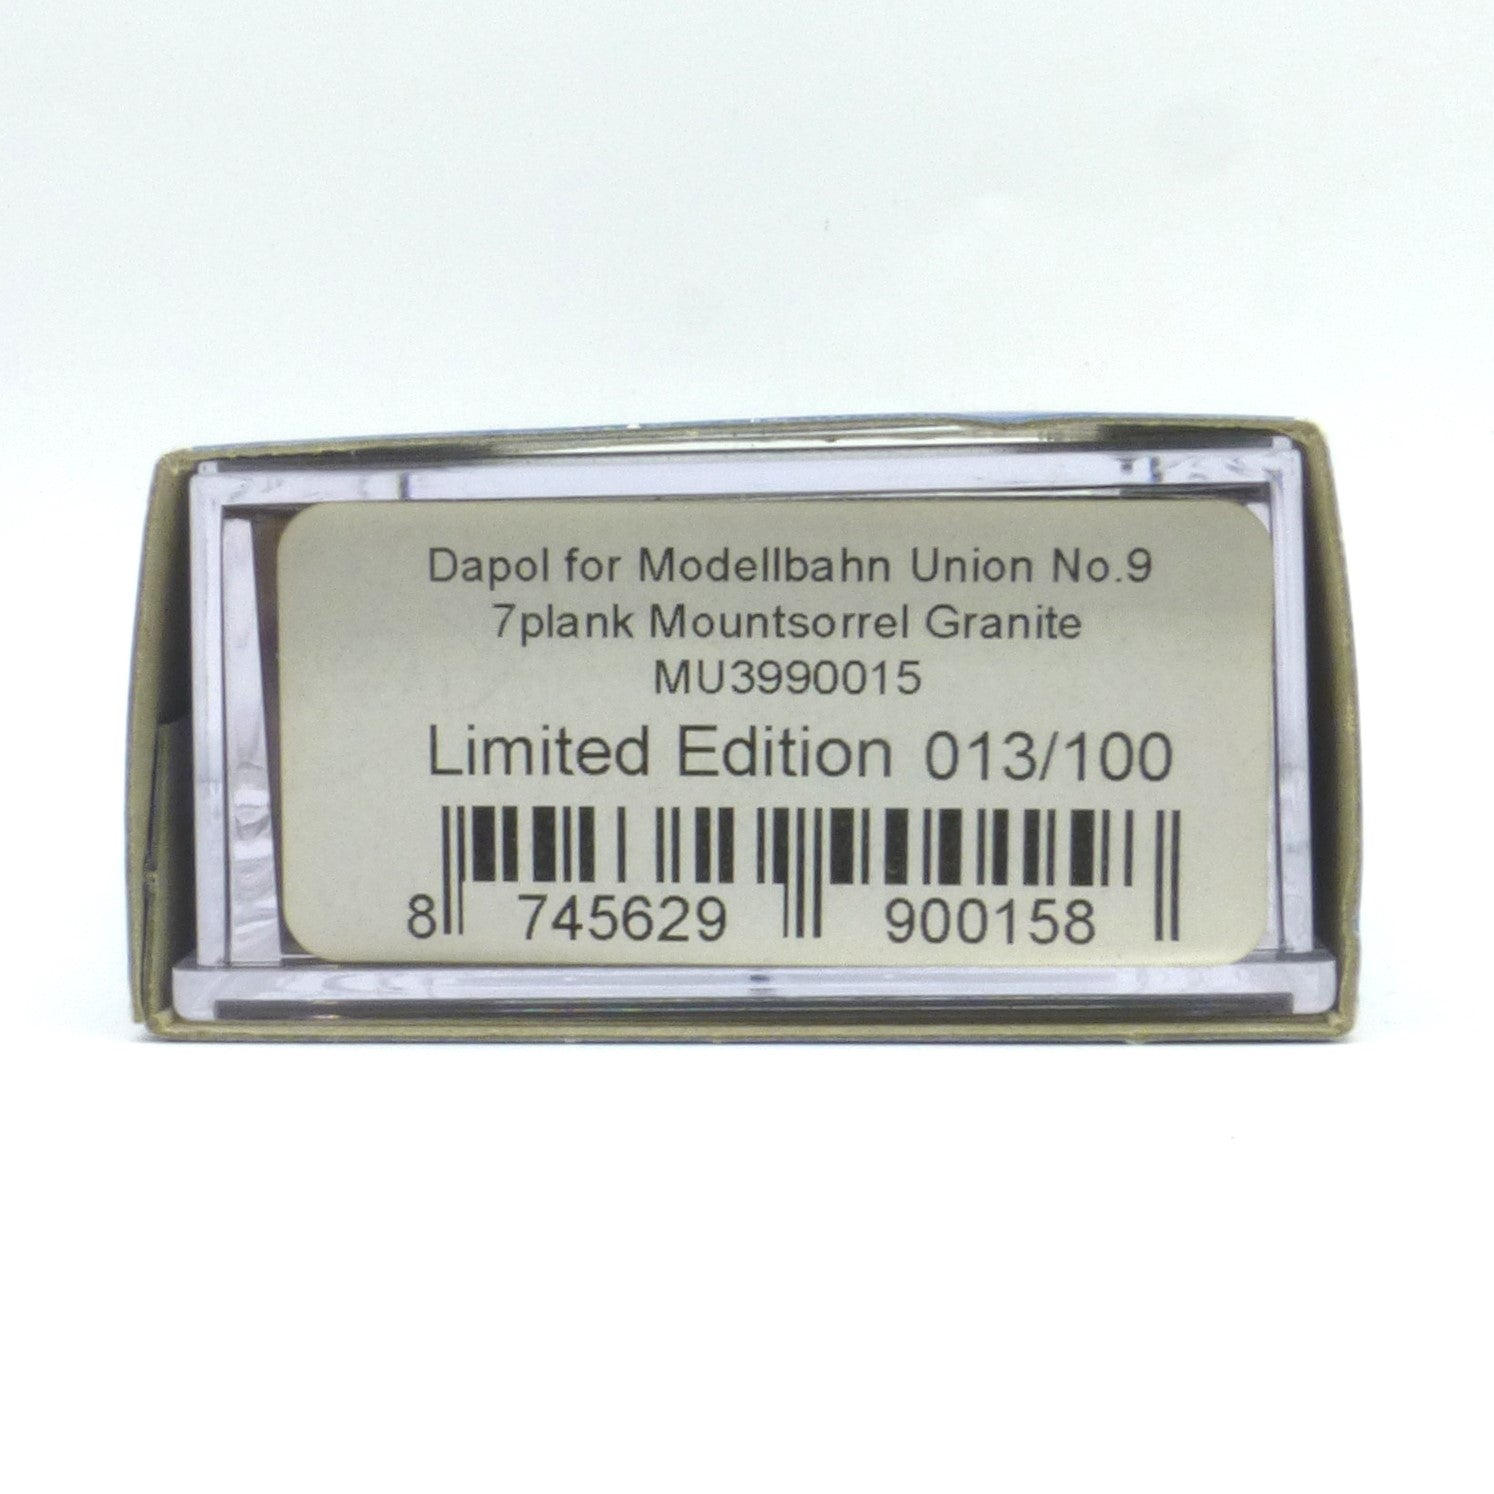 Dapol for Modellbahn Union No.9
7plank Mountsorrel Granite
MU3990015
Limited Edition 013/100
8 745629 900158